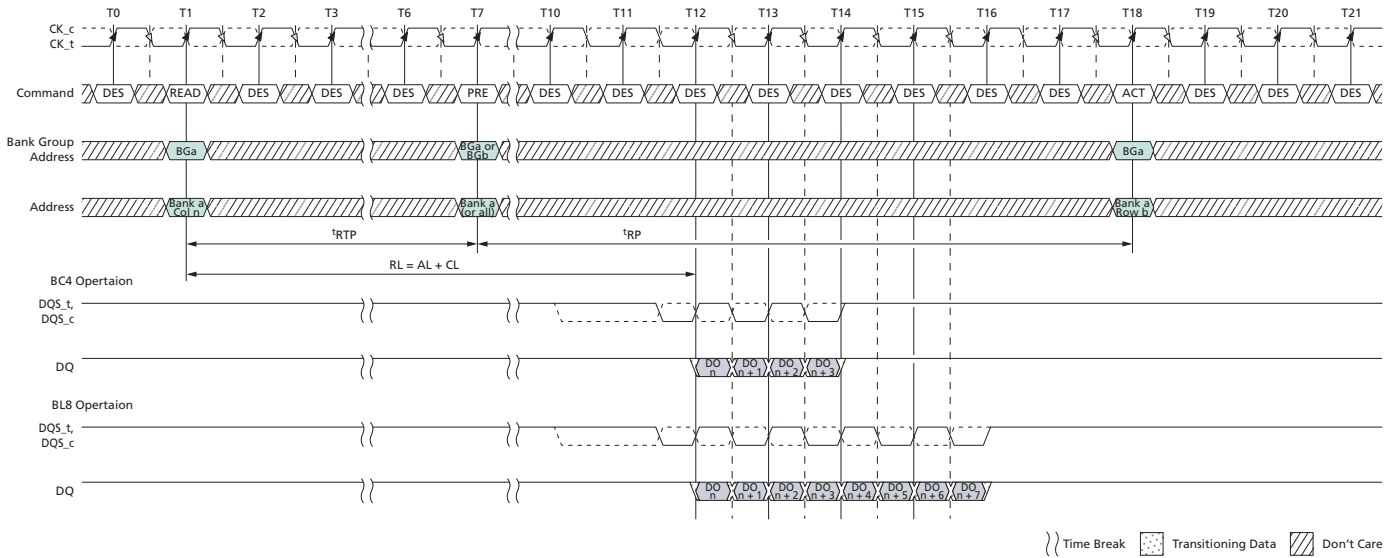 T0 T1 T2 T3 T6 T7 T10 T11 T12 T13 T14 T15 T16 T17 T18 T19 T20 T21
CK_c
CK_t
Command DES READ DES DES DES PRE DES DES DES DES DES DES DES DES ACT DES DES DES
Bank Group
Address
BGa
BGa or
BGb
BGa
Address
Bank a
Col n
Bank a
(or all)
Bank a
Row b
tRTP tRP
RL = AL + CL
BC4 Opertaion
DQS_t,
DQS_c
DQ
DO
n
DO
n + 1
DO
n + 2
DO
n + 3
BL8 Opertaion
DQS_t,
DQS_c
DQ
DO
n
DO
n + 1
DO
n + 2
DO
n + 3
DO
n + 4
DO
n + 5
DO
n + 6
DO
n + 7
Time Break Transitioning Data Don't Care